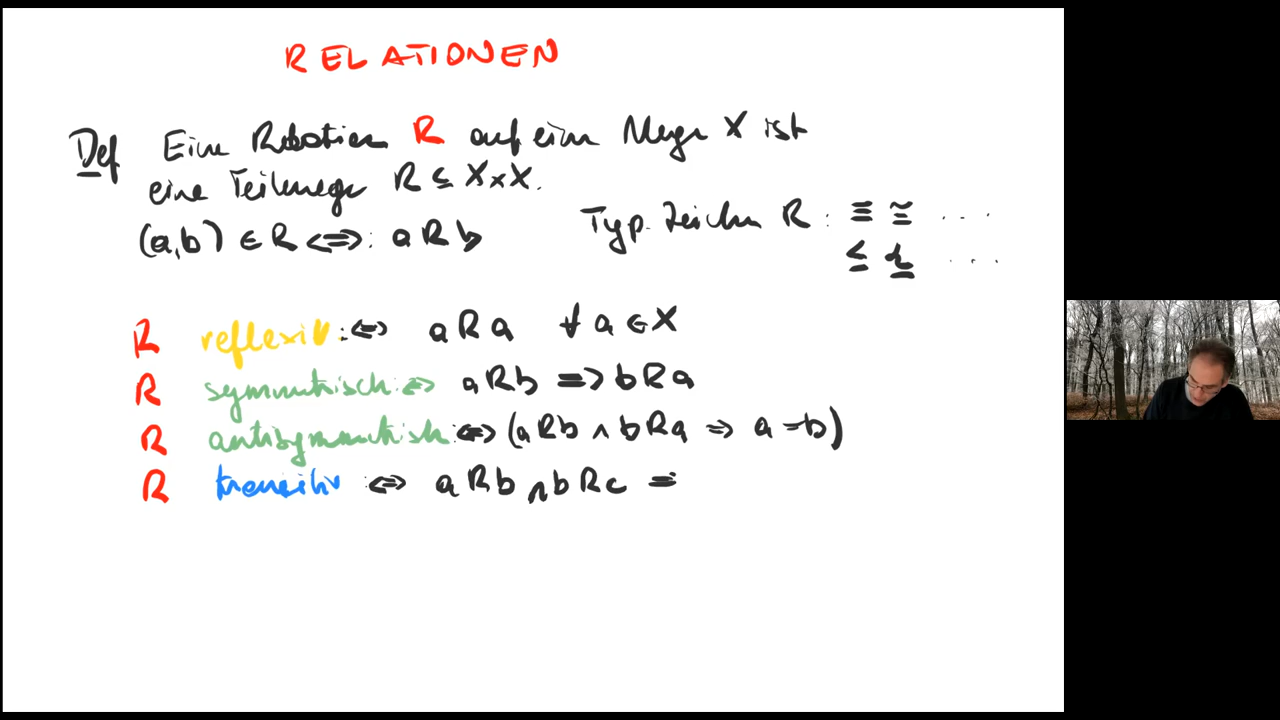 RELATIONEN
Def Eine Relation R auf einer Menge X ist
eine Teilmenge R ⊆ X×X.
(a,b) ∈ R ⇔: aRb
Typ. Zeichen R: ≡ ≅ ...
≤ ⪯ ...
R reflexiv :⇔ aRa ∀ a ∈ X
R symmetrisch :⇔ aRb ⇒ bRa
R antisymmetrisch :⇔ (aRb ∧ bRa ⇒ a=b)
R transitiv :⇔ aRb ∧ bRc =